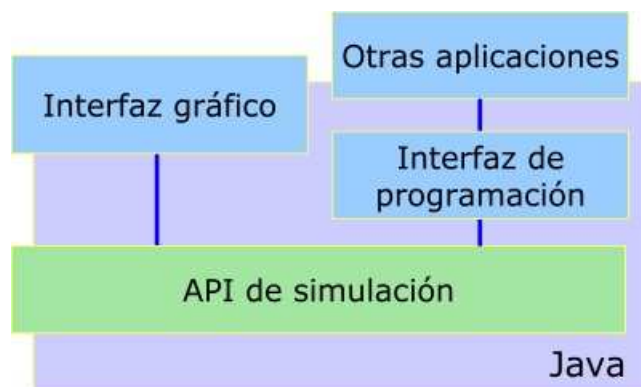 Otras aplicaciones
Interfaz gráfico
Interfaz de
programación
API de simulación
Java